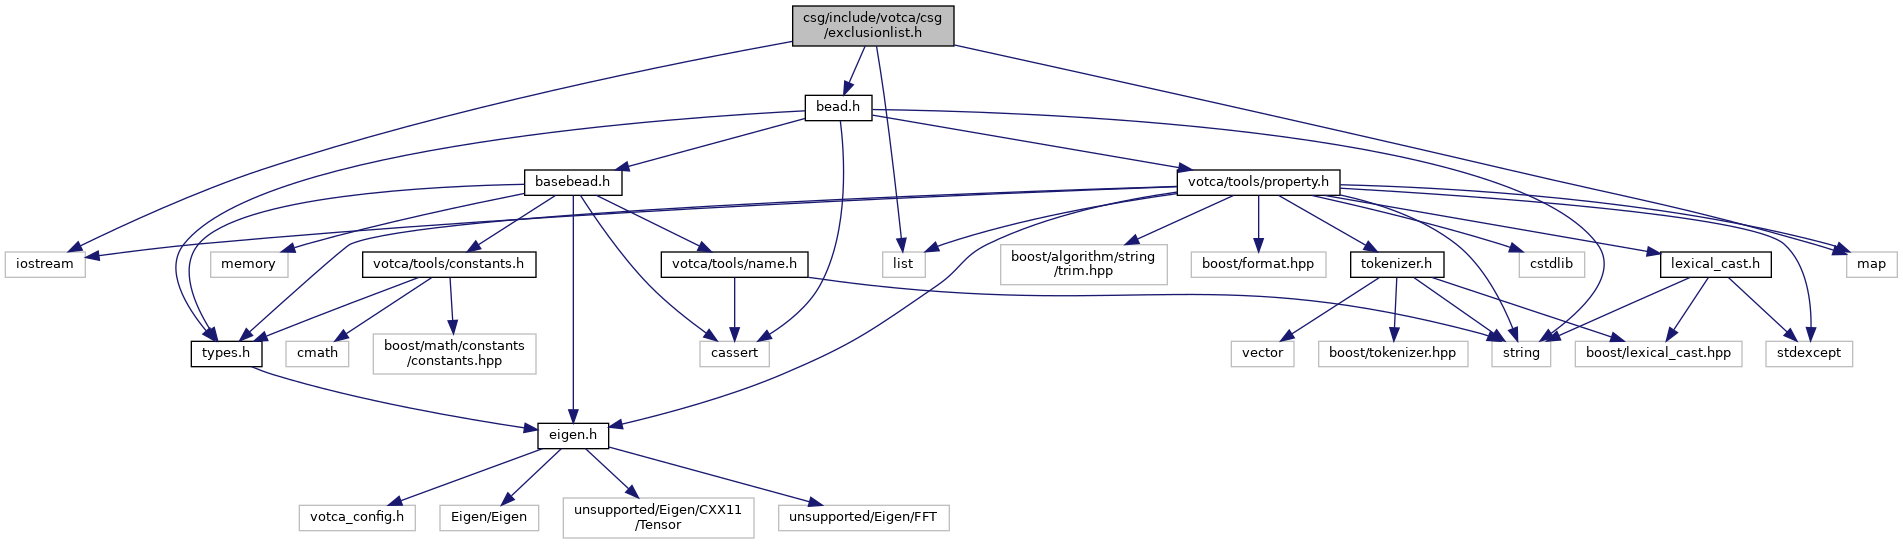 csg/include/votca/csg
/exclusionlist.h
bead.h
basebead.h
votca/tools/property.h
iostream
memory
votca/tools/constants.h
votca/tools/name.h
list
boost/algorithm/string
/trim.hpp
boost/format.hpp
tokenizer.h
cstdlib
lexical_cast.h
map
types.h
cmath
boost/math/constants
/constants.hpp
cassert
vector
boost/tokenizer.hpp
string
boost/lexical_cast.hpp
stdexcept
eigen.h
votca_config.h
Eigen/Eigen
unsupported/Eigen/CXX11
/Tensor
unsupported/Eigen/FFT